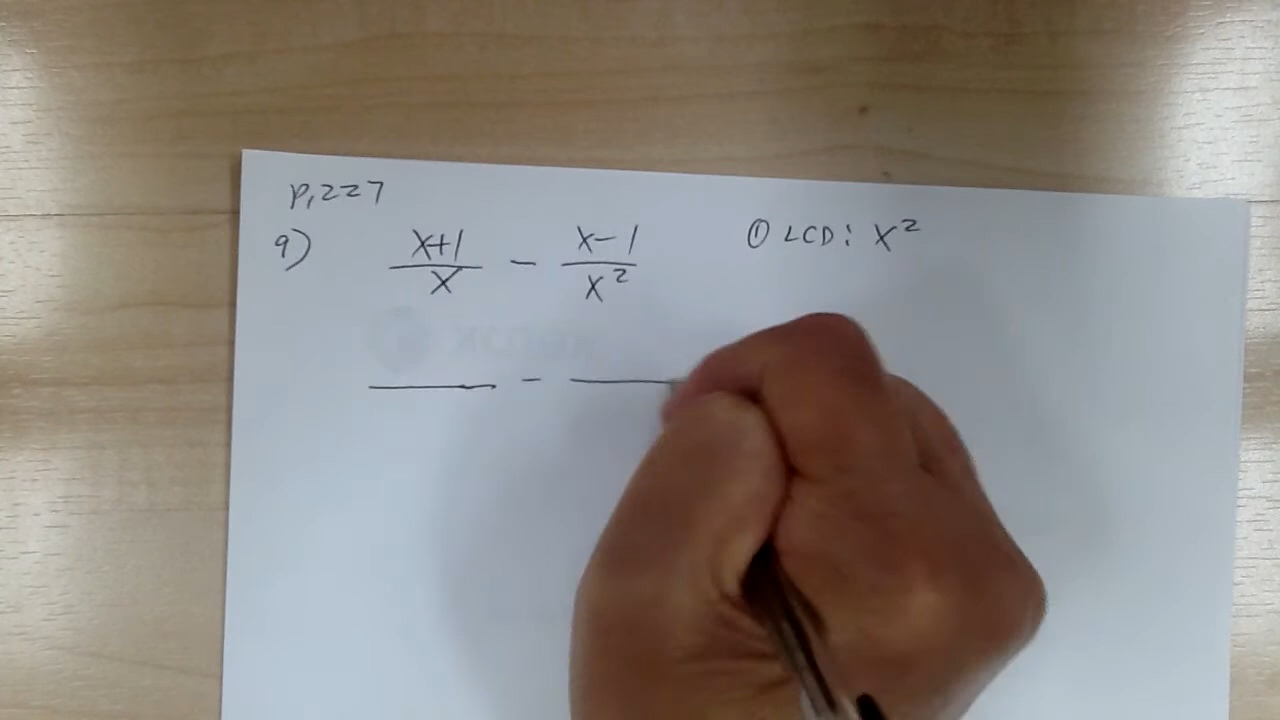 p.227
9) x+1/x - x-1/x² ① LCD: x²
-